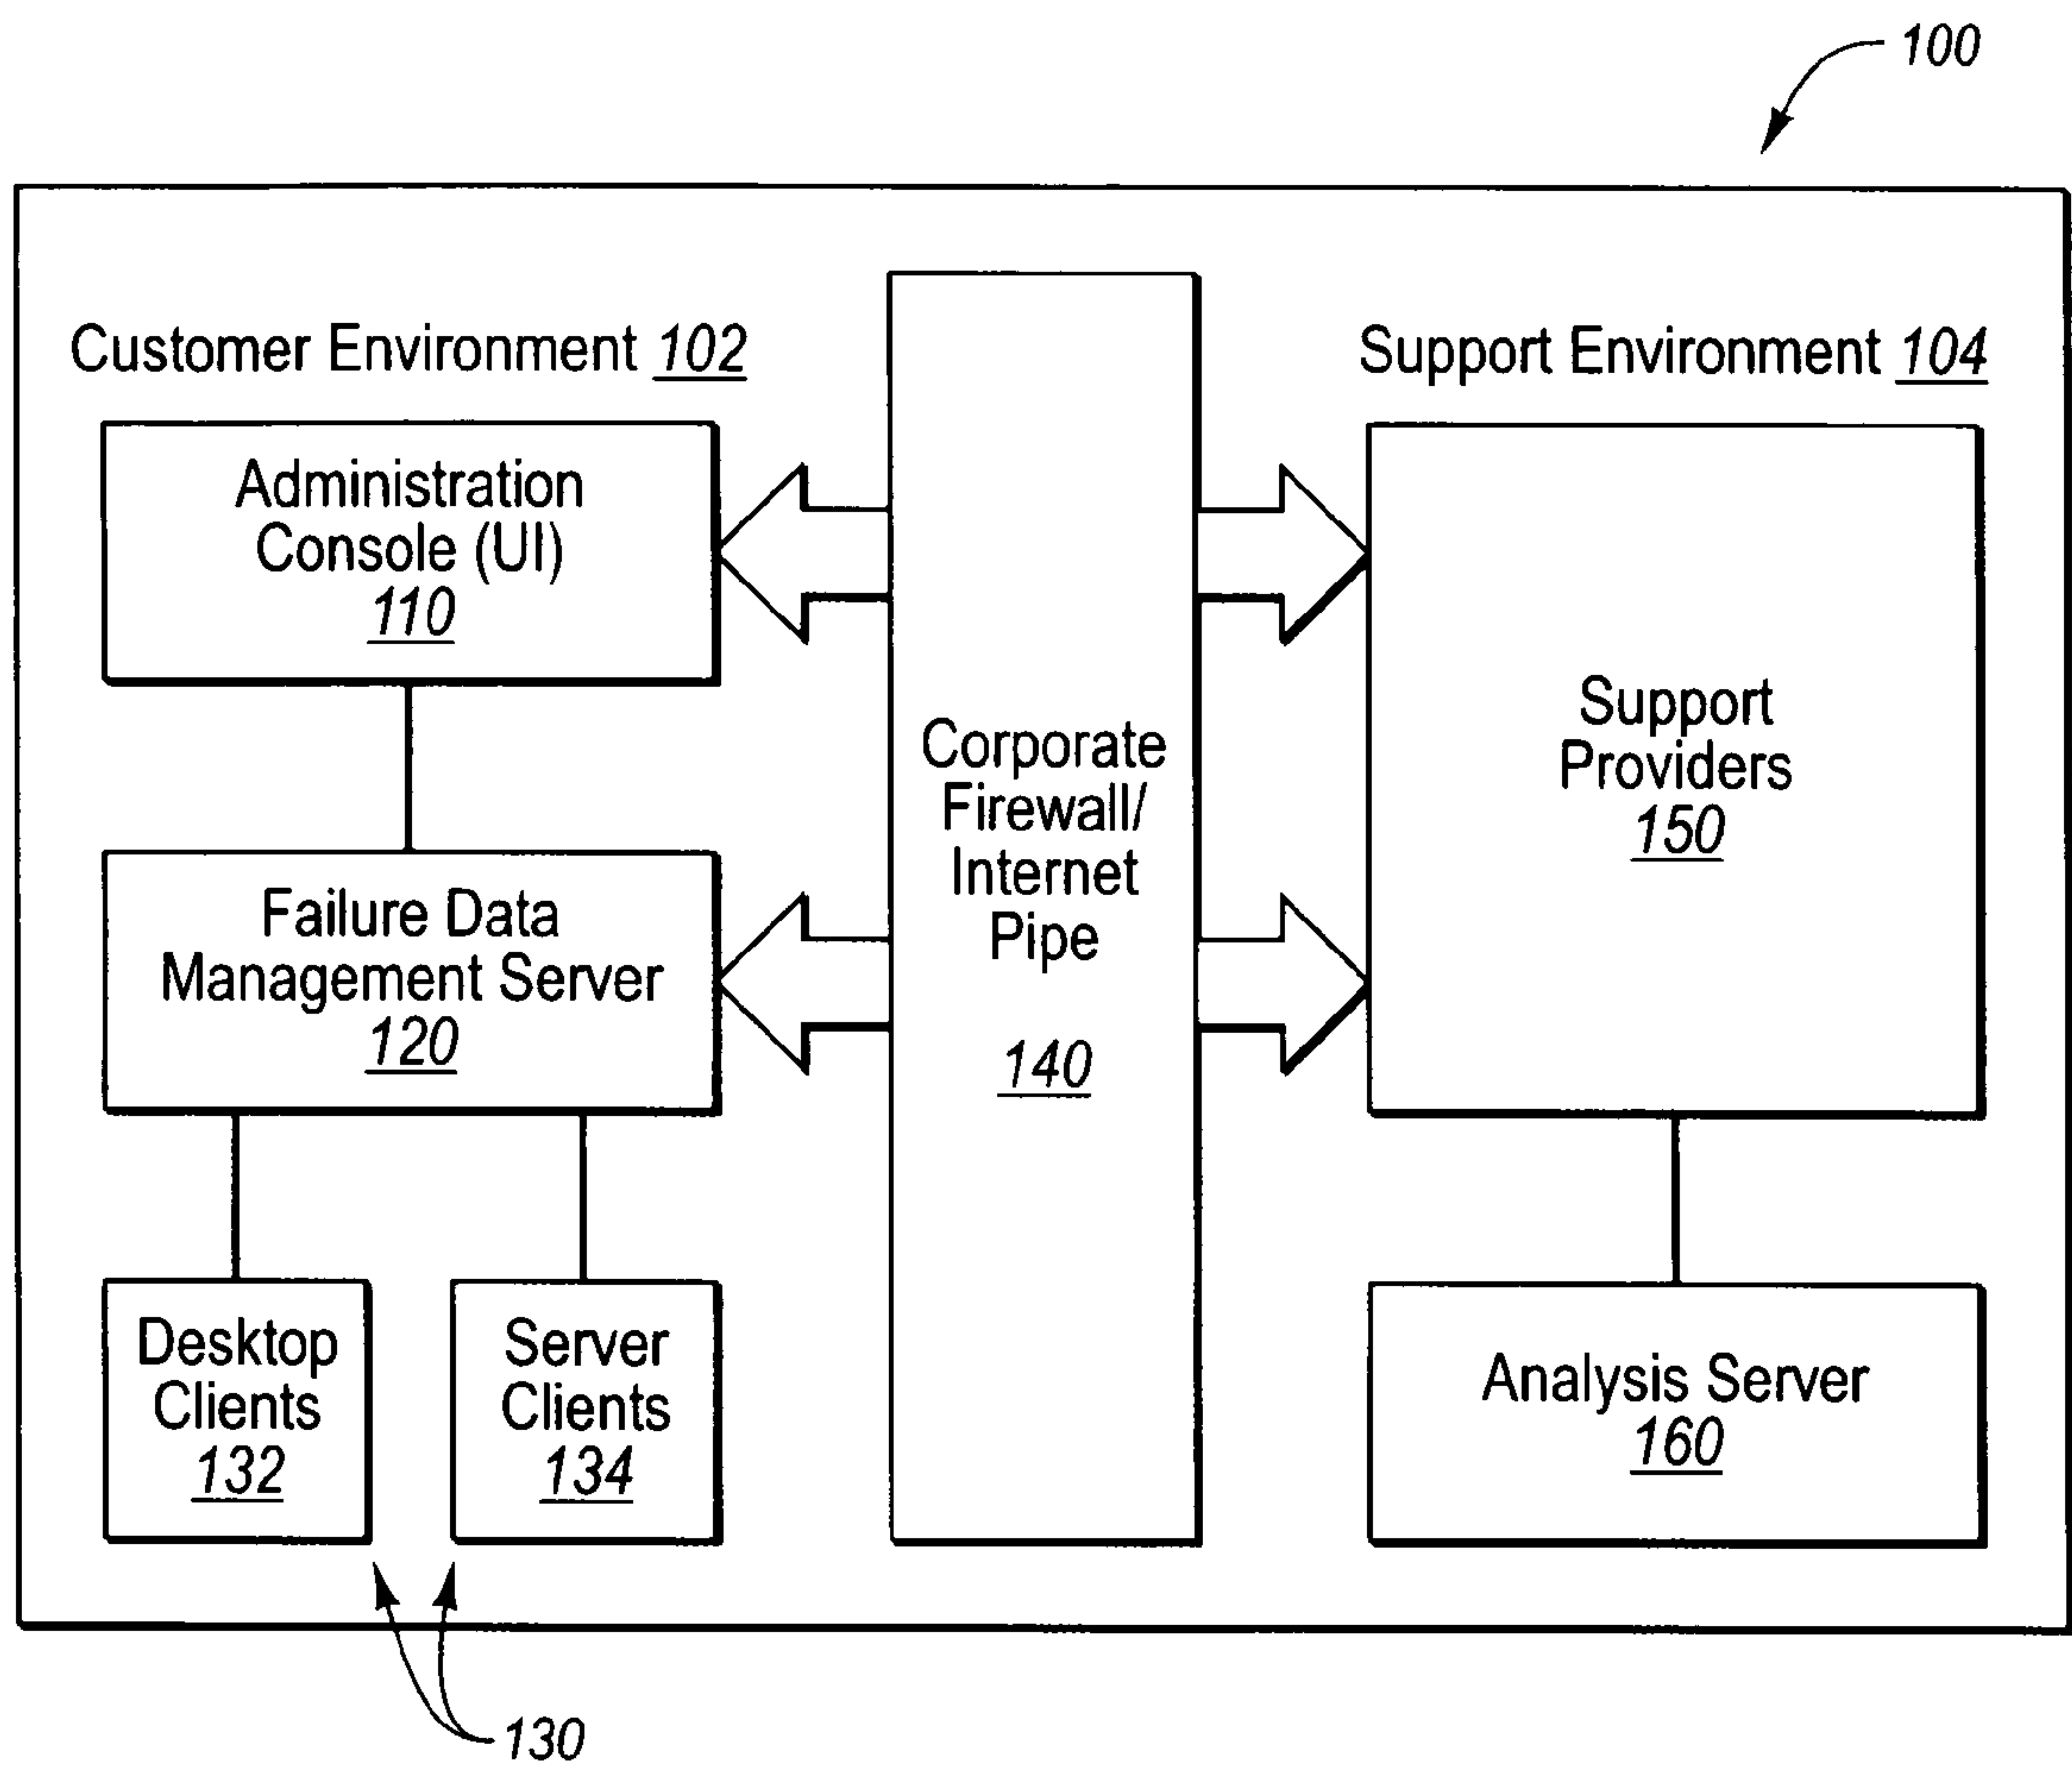 100
Customer Environment 102
Support Environment 104
Administration
Console (UI)
110
Failure Data
Management Server
120
Desktop
Clients
132
Server
Clients
134
130
Corporate
Firewall/
Internet
Pipe
140
Support
Providers
150
Analysis Server
160